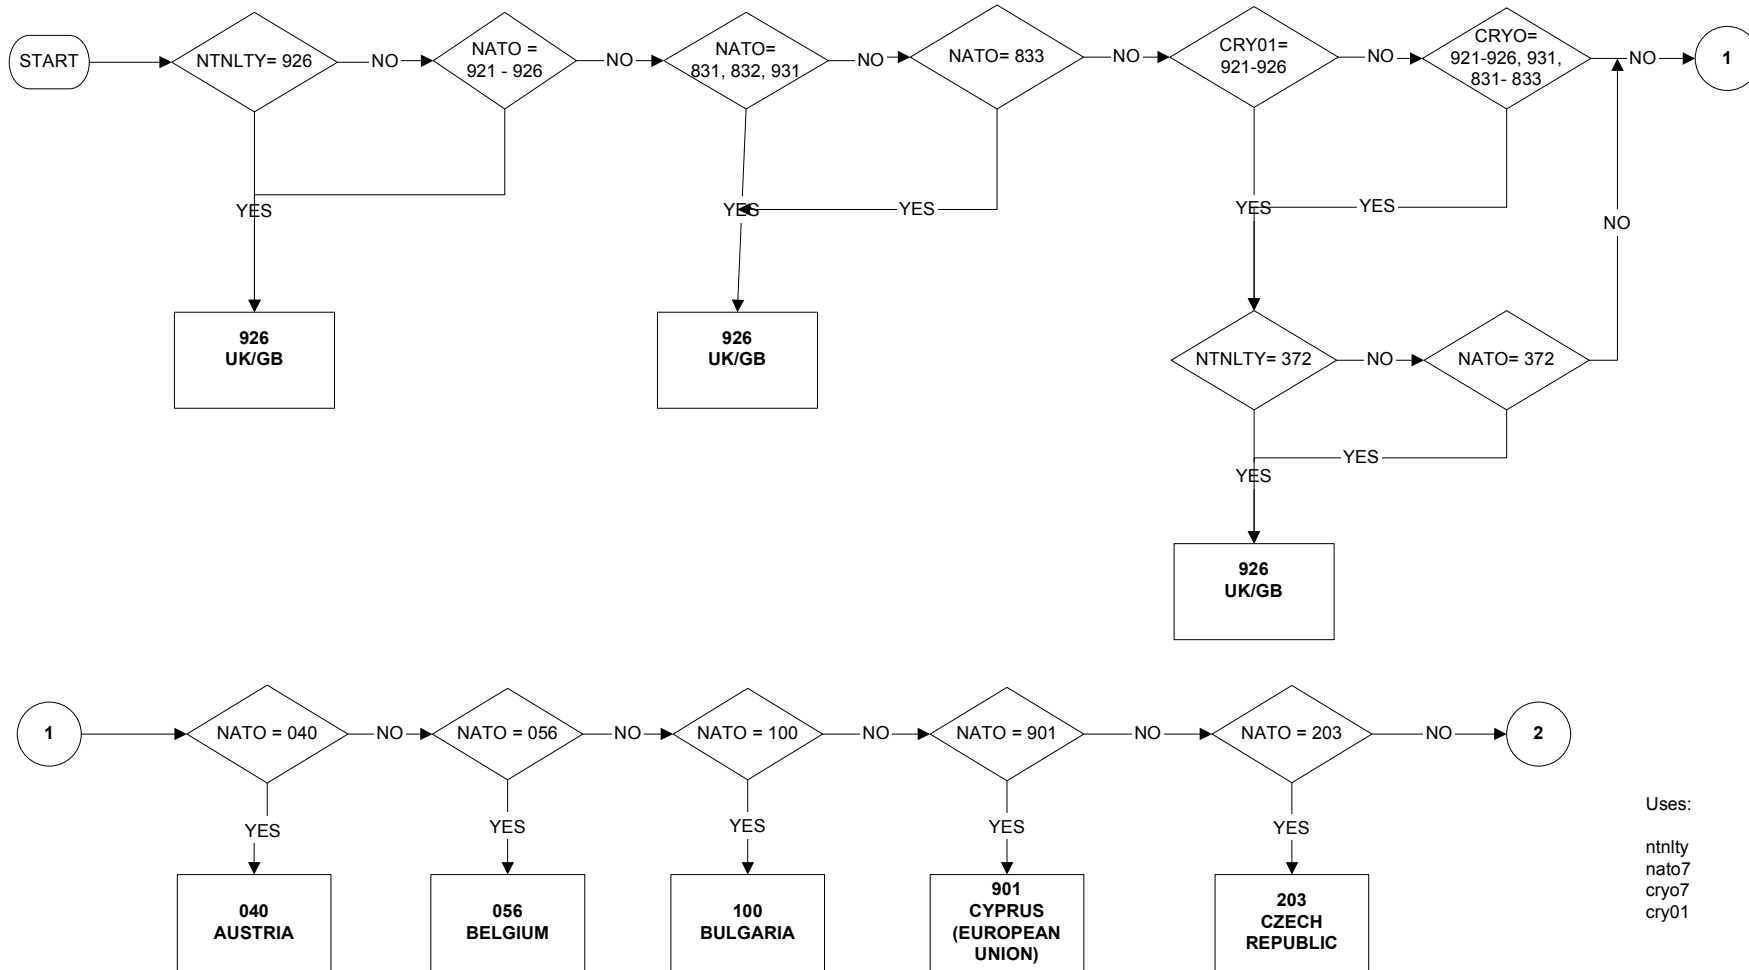 START
NTNLTY= 926
NO
NATO =
921 - 926
NO
NATO=
831, 832, 931
NO
NATO= 833
NO
CRY01=
921-926
NO
CRYO=
921-926, 931,
831- 833
NO
1
YES
YES
YES
YES
YES
NO
926
UK/GB
926
UK/GB
NTNLTY= 372
NO
NATO= 372
YES
YES
926
UK/GB
1
NATO = 040
NO
NATO = 056
NO
NATO = 100
NO
NATO = 901
NO
NATO = 203
NO
2
YES
YES
YES
YES
YES
040
AUSTRIA
056
BELGIUM
100
BULGARIA
901
CYPRUS
(EUROPEAN
UNION)
203
CZECH
REPUBLIC
Uses:
ntnlty
nato7
cryo7
cry01